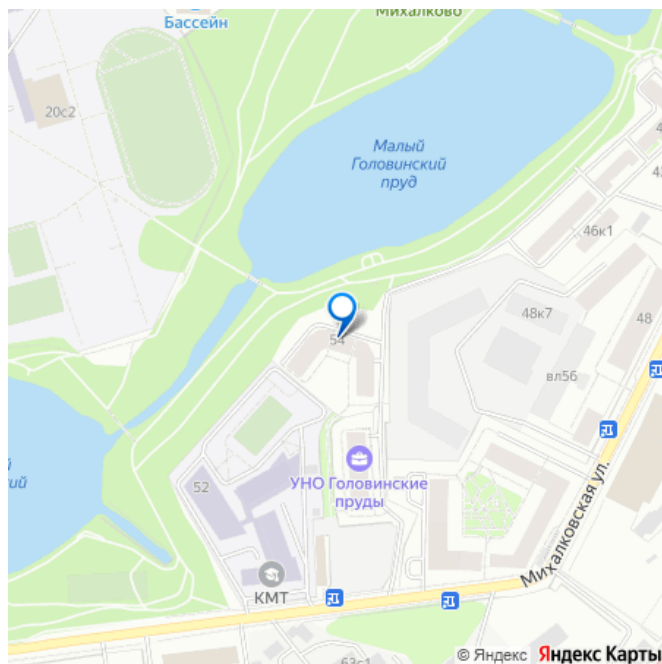 Михалково
Бассейн
20с2
Малый
Головинский
пруд
46к1
48к7
48
54
вл56
52
УНО Головинские
пруды
КМТ
Михалковская ул.
63с1
© Яндекс Яндекс Карты